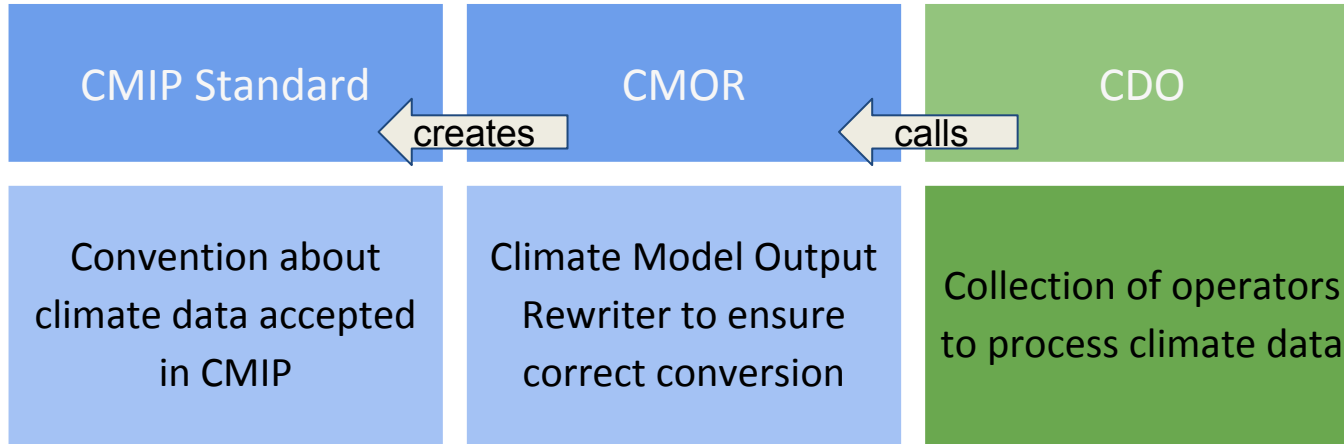 CMIP Standard
CMOR
CDO
creates
calls
Convention about
climate data accepted
in CMIP
Climate Model Output
Rewriter to ensure
correct conversion
Collection of operators
to process climate data